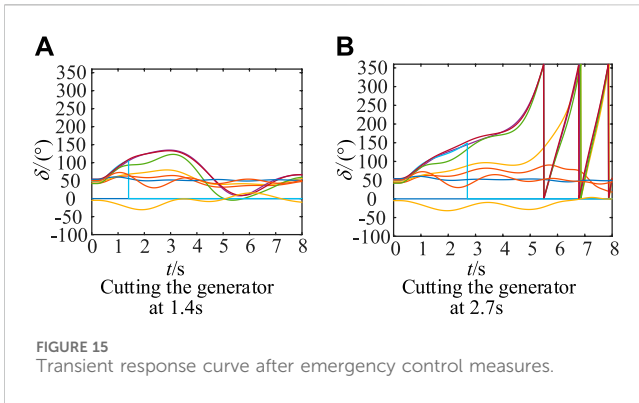 A
B
350
300
250
200
150
100
50
0
-50
-100
δ/(°)
0 1 2 3 4 5 6 7 8
t/s
Cutting the generator
at 1.4s
350
300
250
200
150
100
50
0
-50
-100
δ/(°)
0 1 2 3 4 5 6 7 8
t/s
Cutting the generator
at 2.7s
FIGURE 15
Transient response curve after emergency control measures.